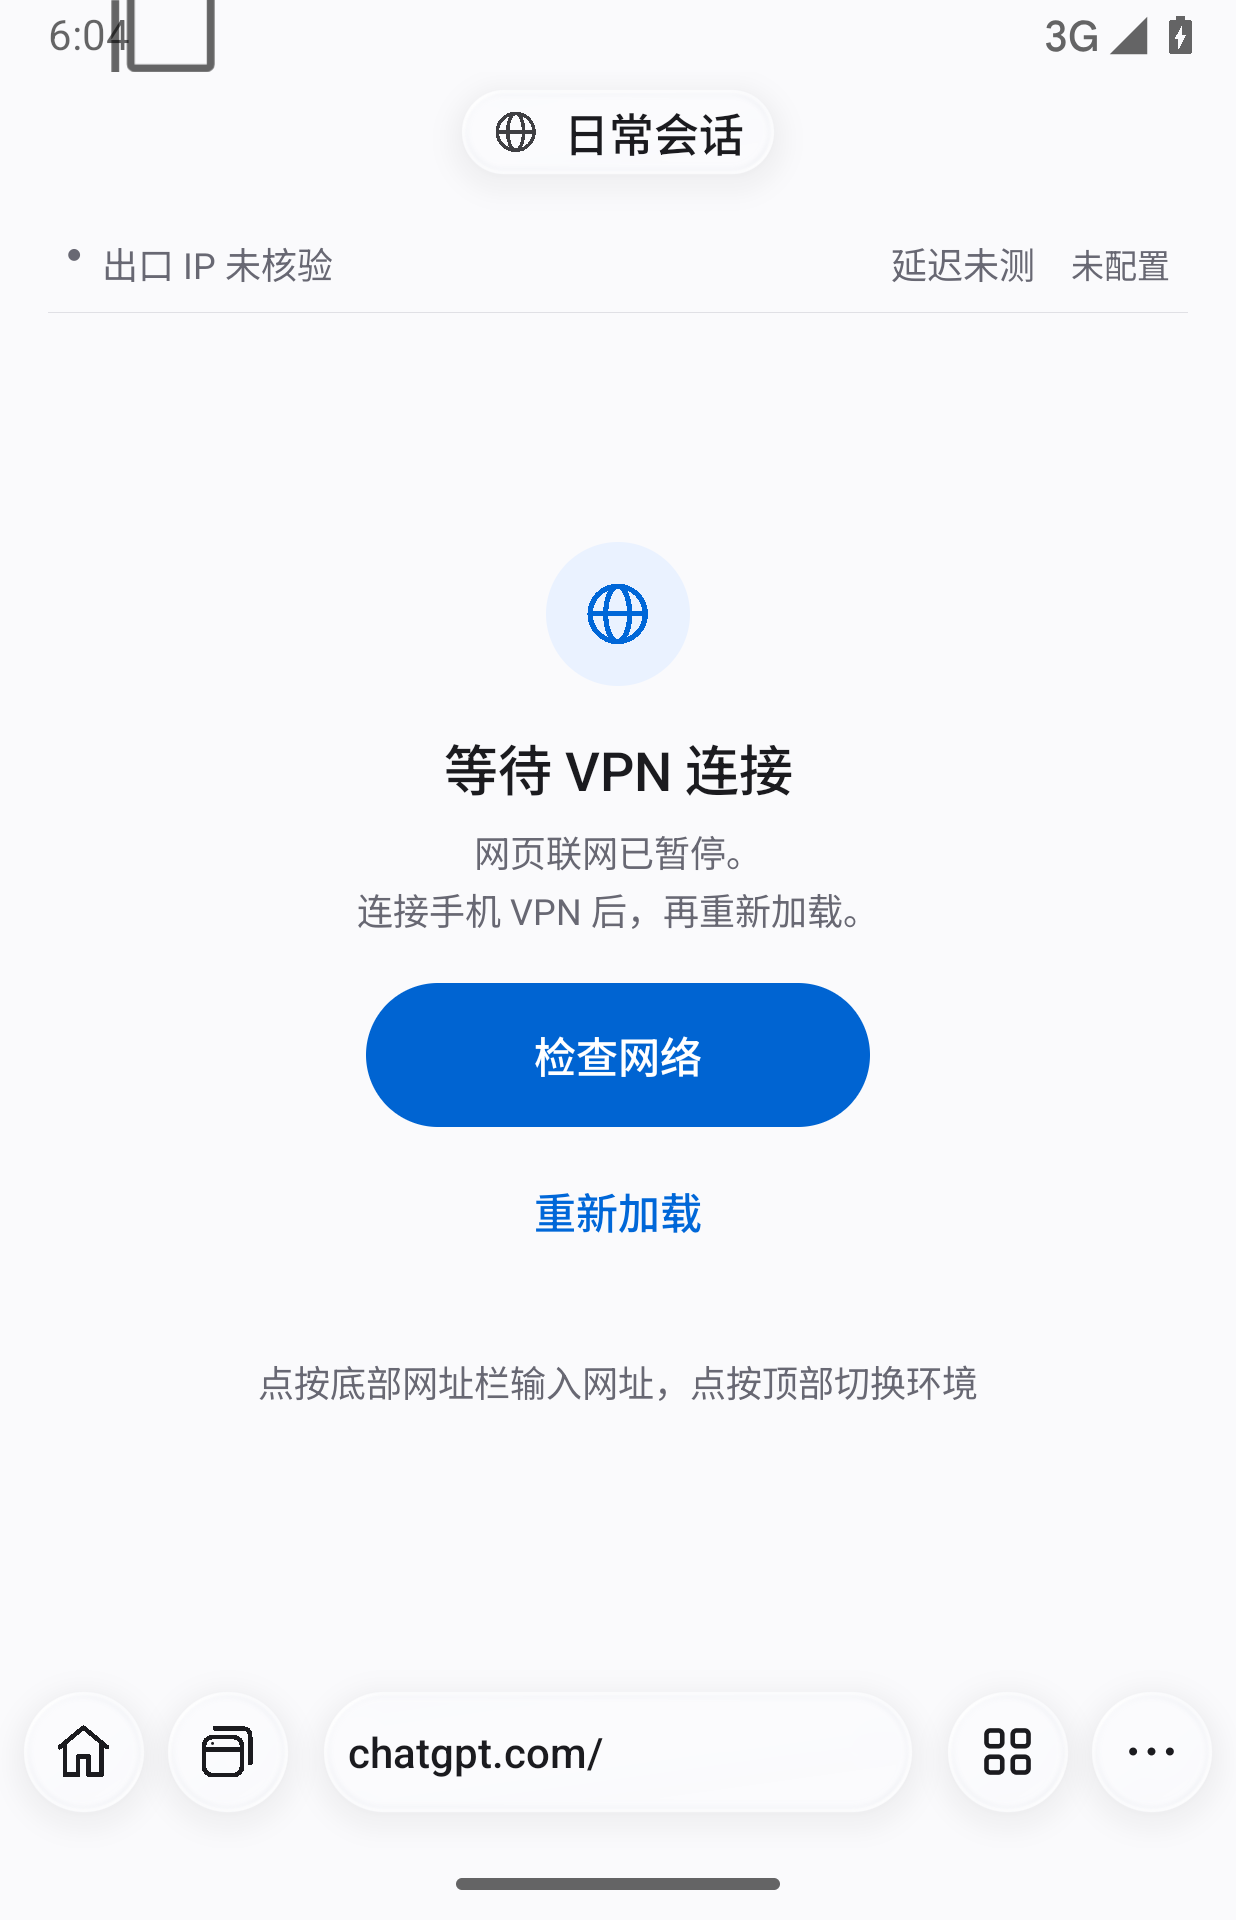 6:04
3G
日常会话
出口 IP 未核验
延迟未测 未配置
等待 VPN 连接
网页联网已暂停。
连接手机 VPN 后，再重新加载。
检查网络
重新加载
点按底部网址栏输入网址，点按顶部切换环境
chatgpt.com/